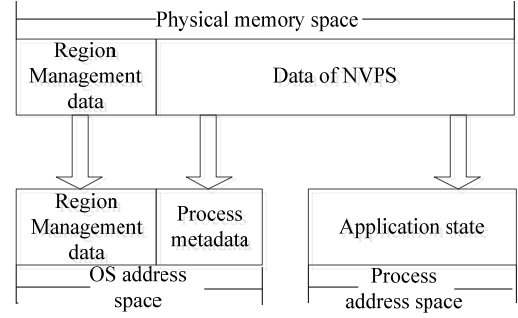 Physical memory space
Region
Management
data
Data of NVPS
Region
Management
data
Process
metadata
Application state
OS address
space
Process
address space